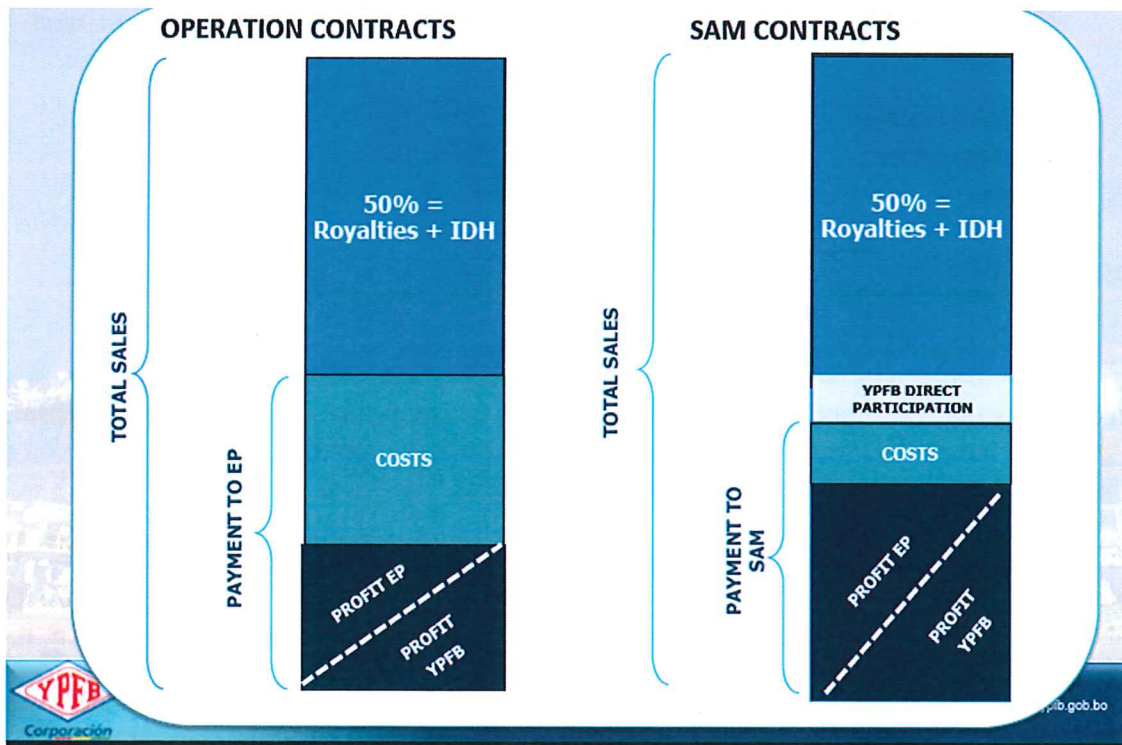 OPERATION CONTRACTS
SAM CONTRACTS
TOTAL SALES
PAYMENT TO EP
50% =
Royalties + IDH
COSTS
PROFIT EP
PROFIT
YPFB
TOTAL SALES
PAYMENT TO
SAM
50% =
Royalties + IDH
YPFB DIRECT
PARTICIPATION
COSTS
PROFIT EP
PROFIT
YPFB
YPFB
Corporación
ypfb.gob.bo